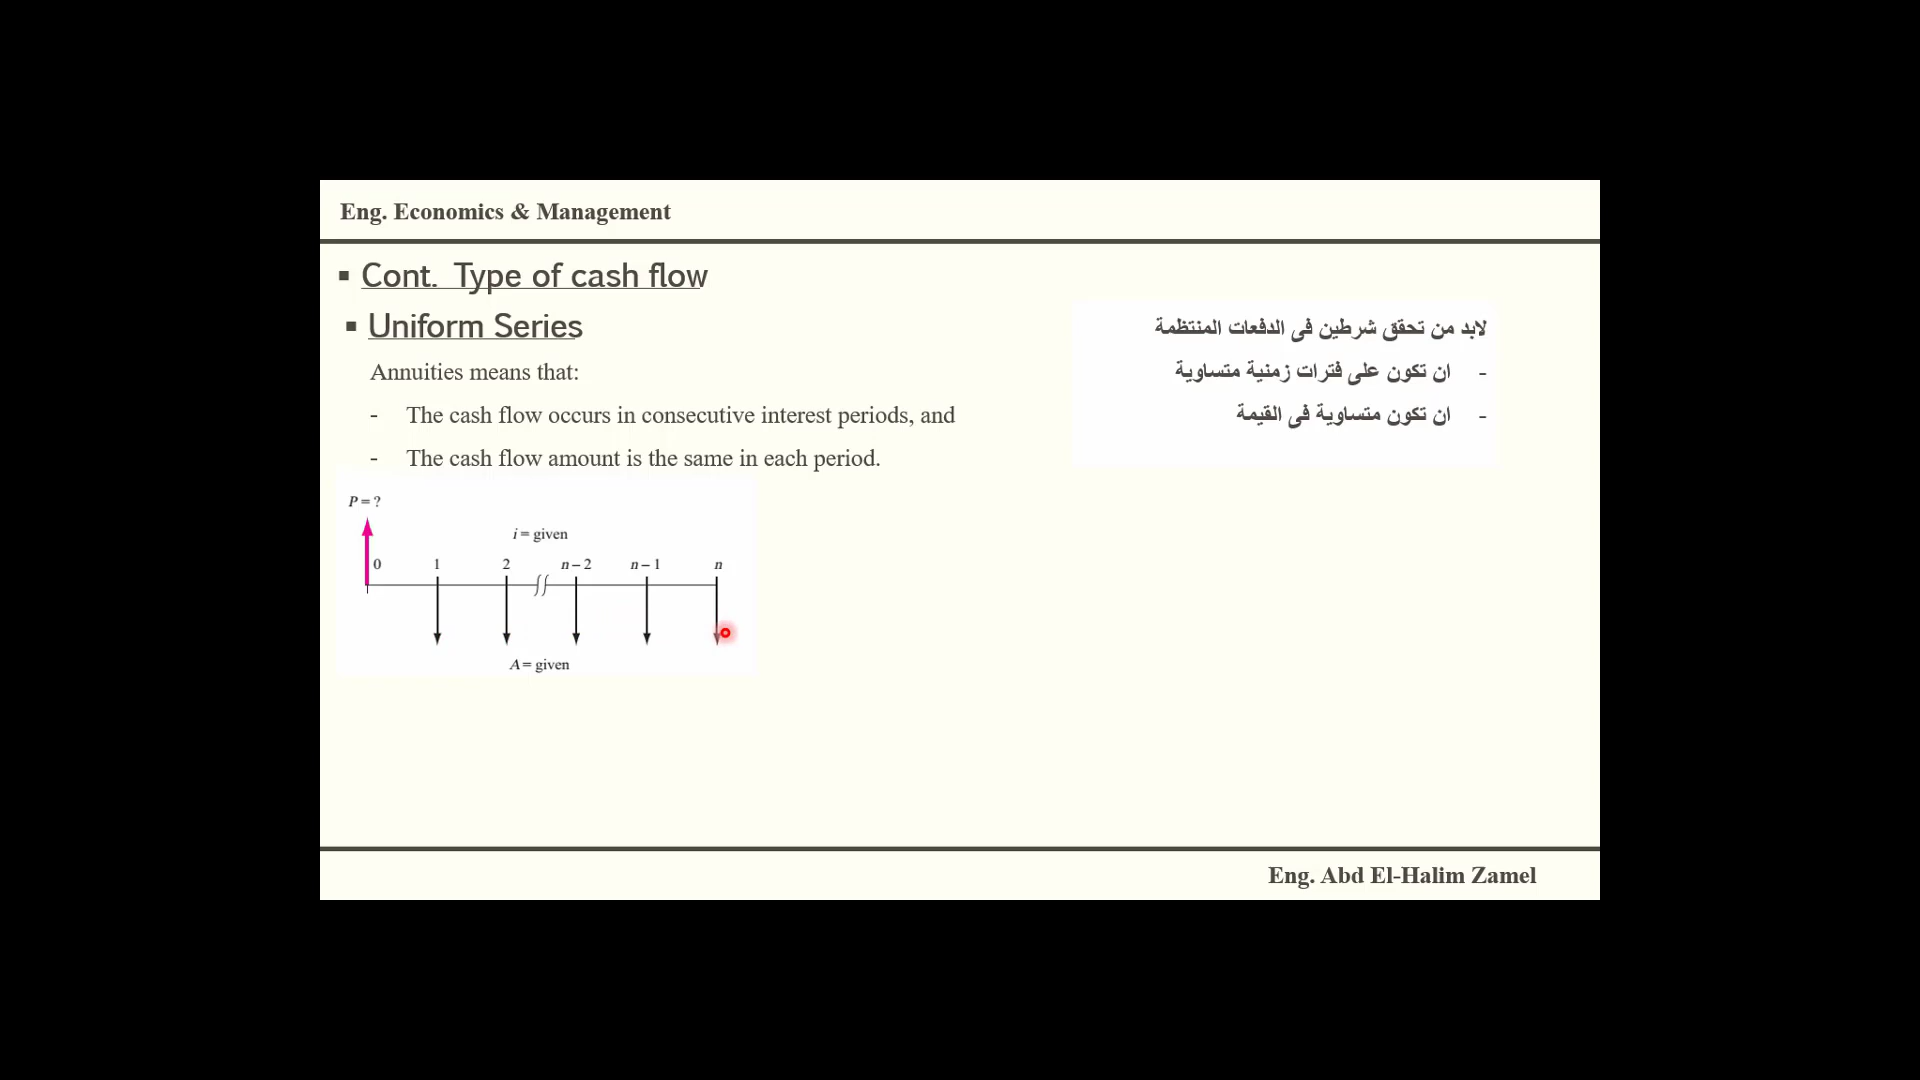 Eng. Economics & Management
▪ Cont. Type of cash flow
▪ Uniform Series
Annuities means that:
- The cash flow occurs in consecutive interest periods, and
- The cash flow amount is the same in each period.
لابد من تحقق شرطين فى الدفعات المنتظمة
- ان تكون على فترات زمنية متساوية
- ان تكون متساوية فى القيمة
P = ?
i = given
0 1 2 n – 2 n – 1 n
A = given
Eng. Abd El-Halim Zamel